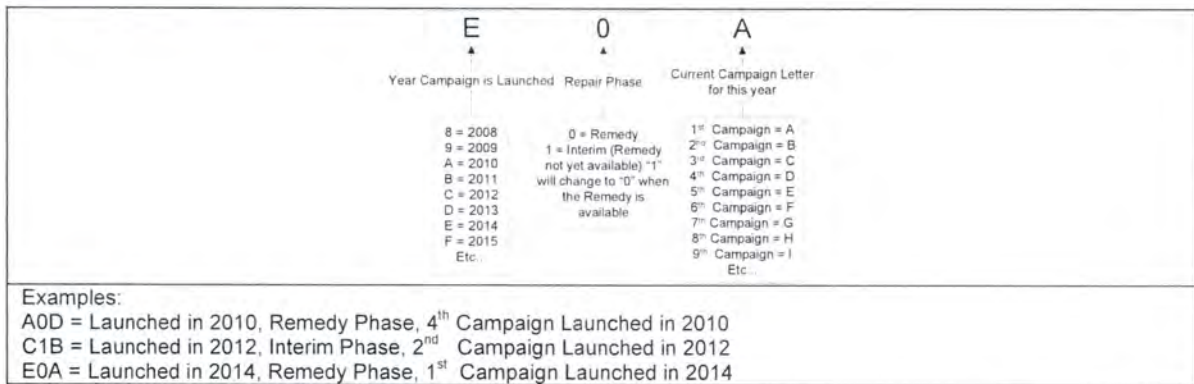 E 0 A
Year Campaign is Launched Repair Phase Current Campaign Letter
for this year
8 = 2008
9 = 2009
A = 2010
B = 2011
C = 2012
D = 2013
E = 2014
F = 2015
Etc...
0 = Remedy
1 = Interim (Remedy
not yet available) "1"
will change to "0" when
the Remedy is
available
1st Campaign = A
2nd Campaign = B
3rd Campaign = C
4th Campaign = D
5th Campaign = E
6th Campaign = F
7th Campaign = G
8th Campaign = H
9th Campaign = I
Etc...
Examples:
A0D = Launched in 2010, Remedy Phase, 4th Campaign Launched in 2010
C1B = Launched in 2012, Interim Phase, 2nd Campaign Launched in 2012
E0A = Launched in 2014, Remedy Phase, 1st Campaign Launched in 2014